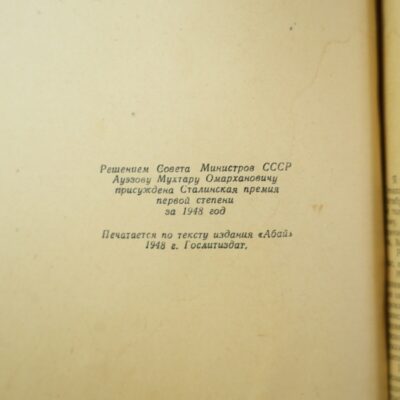 Решением Совета Министров СССР
Ауэзову Мухтару Омархановичу
присуждена Сталинская премия
первой степени
за 1948 год
Печатается по тексту издания «Абай»
1948 г. Гослитиздат.